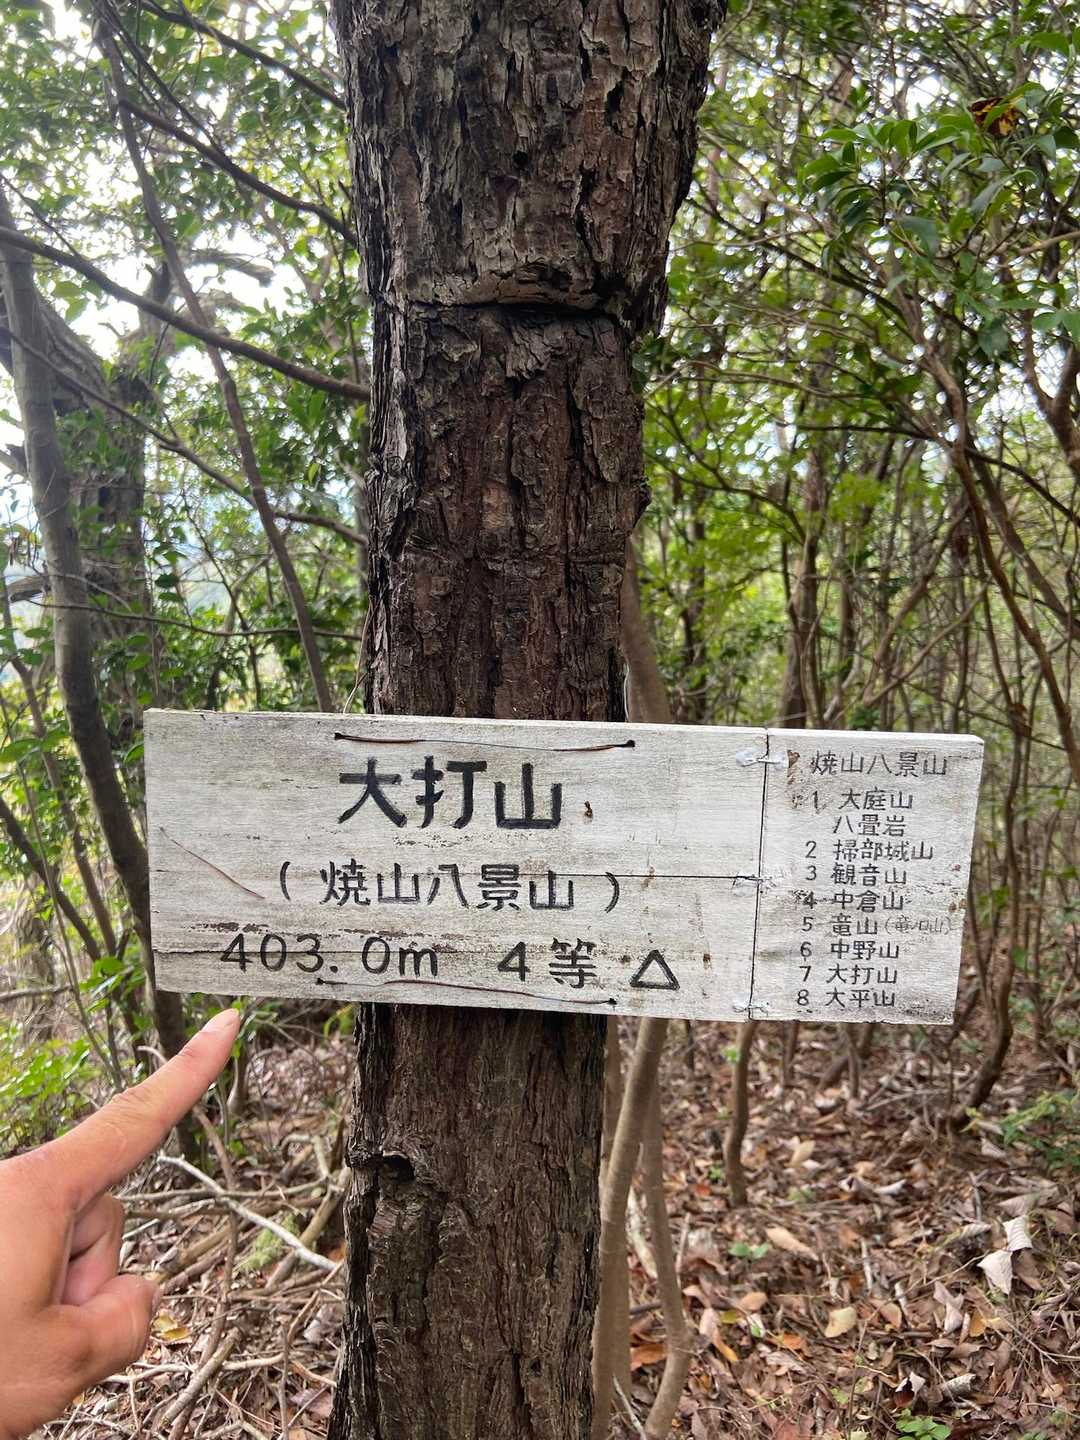 大打山
(焼山八景山)
403.0m 4等 △
焼山八景山
1 大庭山
八畳岩
2 掃部城山
3 観音山
4 中倉山
5 竜山
6 中野山
7 大打山
8 大平山